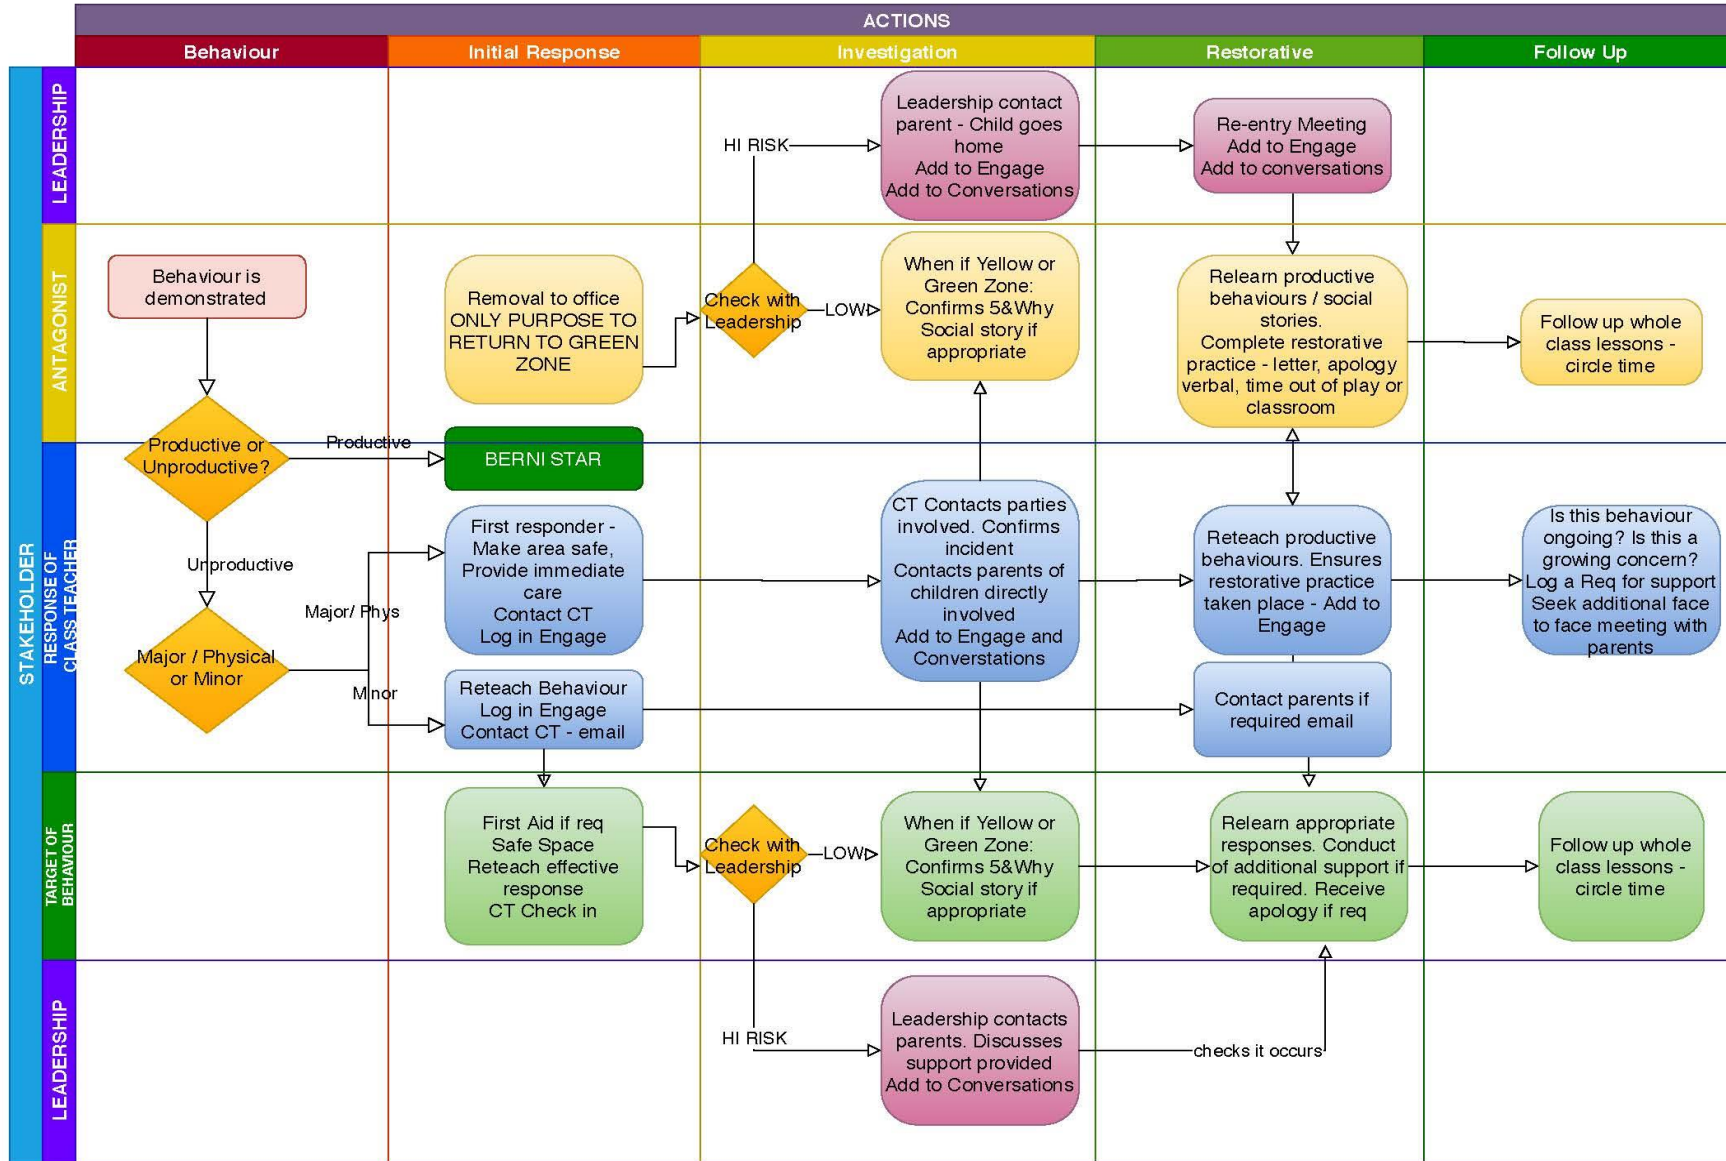 ACTIONS
Behaviour
Initial Response
Investigation
Restorative
Follow Up
STAKEHOLDER
LEADERSHIP
HI RISK
Leadership contact
parent - Child goes
home
Add to Engage
Add to Conversations
Re-entry Meeting
Add to Engage
Add to conversations
ANTAGONIST
Behaviour is
demonstrated
Removal to office
ONLY PURPOSE TO
RETURN TO GREEN
ZONE
Check with
Leadership
LOW
When if Yellow or
Green Zone:
Confirms 5&Why
Social story if
appropriate
Relearn productive
behaviours / social
stories.
Complete restorative
practice - letter, apology
verbal, time out of play or
classroom
Follow up whole
class lessons -
circle time
RESPONSE OF
CLASS TEACHER
Productive or
Unproductive?
Productive
BERNI STAR
Unproductive
Major / Physical
or Minor
Major/ Phys
Minor
First responder -
Make area safe,
Provide immediate
care
Contact CT
Log in Engage
Reteach Behaviour
Log in Engage
Contact CT - email
CT Contacts parties
involved. Confirms
incident
Contacts parents of
children directly
involved
Add to Engage and
Converstations
Reteach productive
behaviours. Ensures
restorative practice
taken place - Add to
Engage
Contact parents if
required email
Is this behaviour
ongoing? Is this a
growing concern?
Log a Req for support
Seek additional face
to face meeting with
parents
TARGET OF
BEHAVIOUR
First Aid if req
Safe Space
Reteach effective
response
CT Check in
Check with
Leadership
LOW
When if Yellow or
Green Zone:
Confirms 5&Why
Social story if
appropriate
Relearn appropriate
responses. Conduct
of additional support if
required. Receive
apology if req
Follow up whole
class lessons -
circle time
LEADERSHIP
HI RISK
Leadership contacts
parents. Discusses
support provided
Add to Conversations
checks it occurs